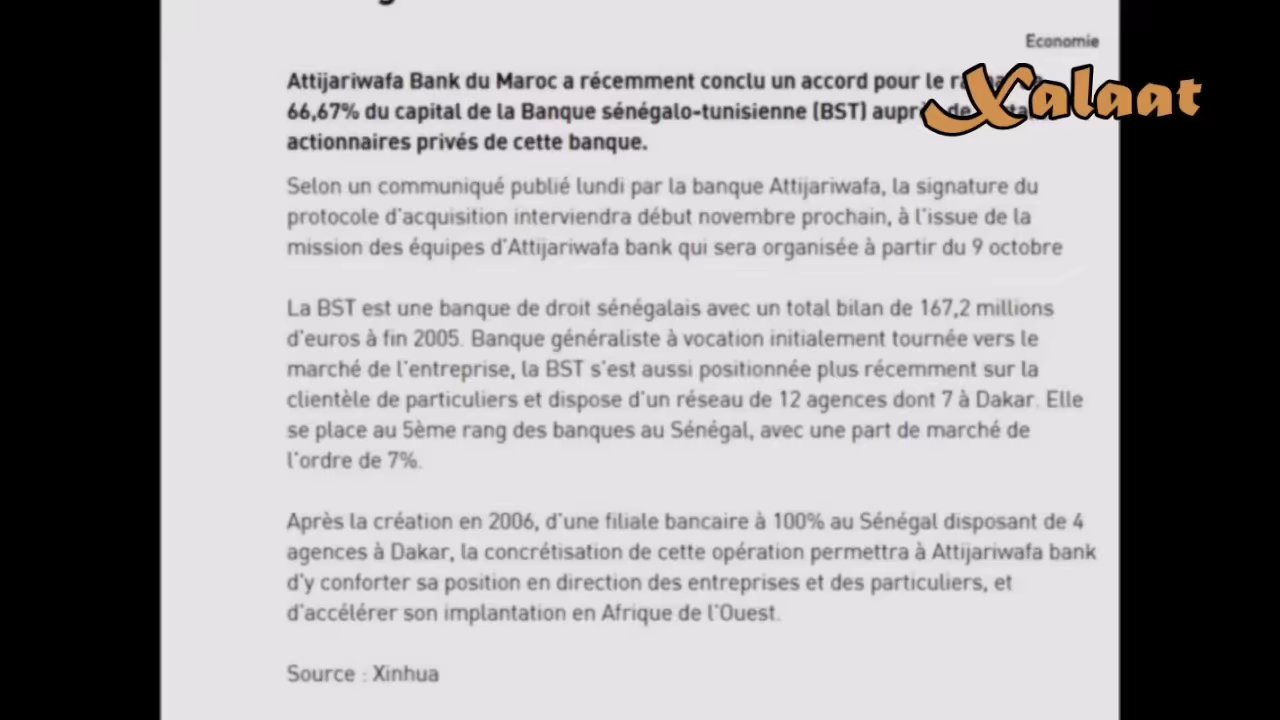 Economie
Attijariwafa Bank du Maroc a récemment conclu un accord pour le
66,67% du capital de la Banque sénégalo-tunisienne (BST) auprès de
actionnaires privés de cette banque.
Xalaat
Selon un communiqué publié lundi par la banque Attijariwafa, la signature du
protocole d'acquisition interviendra début novembre prochain, à l'issue de la
mission des équipes d'Attijariwafa bank qui sera organisée à partir du 9 octobre
La BST est une banque de droit sénégalais avec un total bilan de 167,2 millions
d'euros à fin 2005. Banque généraliste à vocation initialement tournée vers le
marché de l'entreprise, la BST s'est aussi positionnée plus récemment sur la
clientèle de particuliers et dispose d'un réseau de 12 agences dont 7 à Dakar. Elle
se place au 5ème rang des banques au Sénégal, avec une part de marché de
l'ordre de 7%.
Après la création en 2006, d'une filiale bancaire à 100% au Sénégal disposant de 4
agences à Dakar, la concrétisation de cette opération permettra à Attijariwafa bank
d'y conforter sa position en direction des entreprises et des particuliers, et
d'accélérer son implantation en Afrique de l'Ouest.
Source : Xinhua